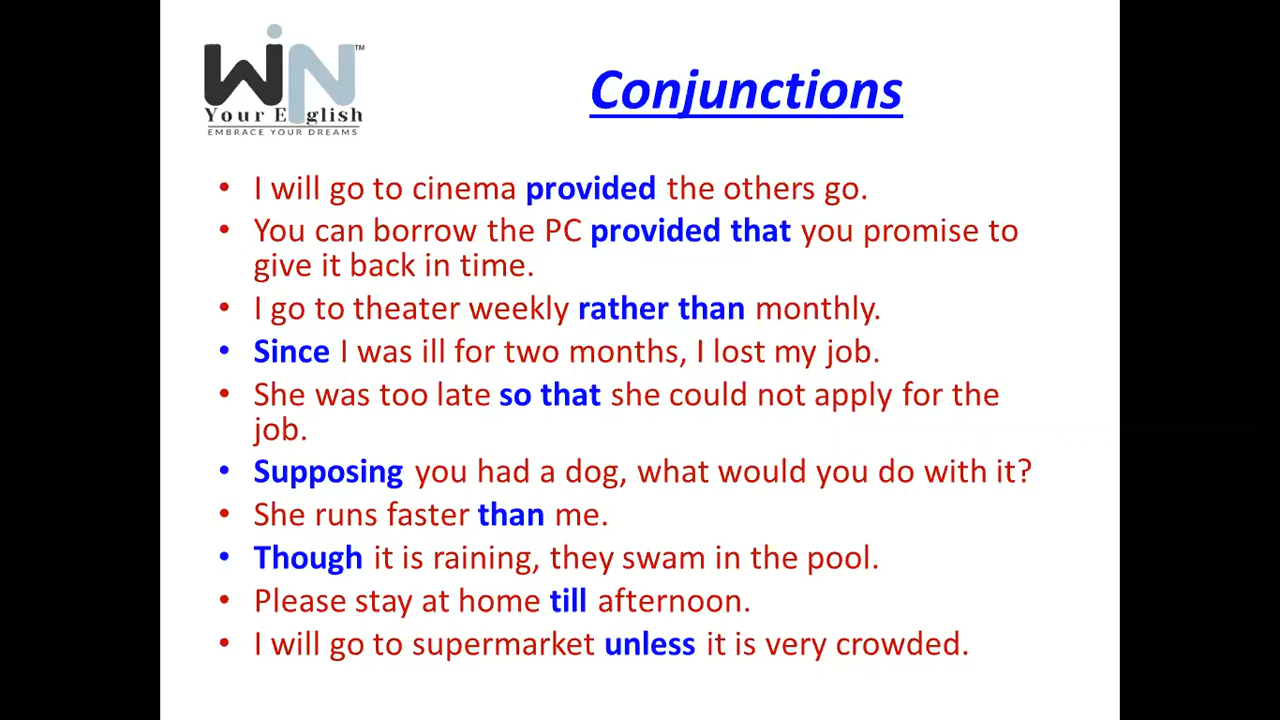 WiN™
Your English
EMBRACE YOUR DREAMS
Conjunctions
• I will go to cinema provided the others go.
• You can borrow the PC provided that you promise to
give it back in time.
• I go to theater weekly rather than monthly.
• Since I was ill for two months, I lost my job.
• She was too late so that she could not apply for the
job.
• Supposing you had a dog, what would you do with it?
• She runs faster than me.
• Though it is raining, they swam in the pool.
• Please stay at home till afternoon.
• I will go to supermarket unless it is very crowded.